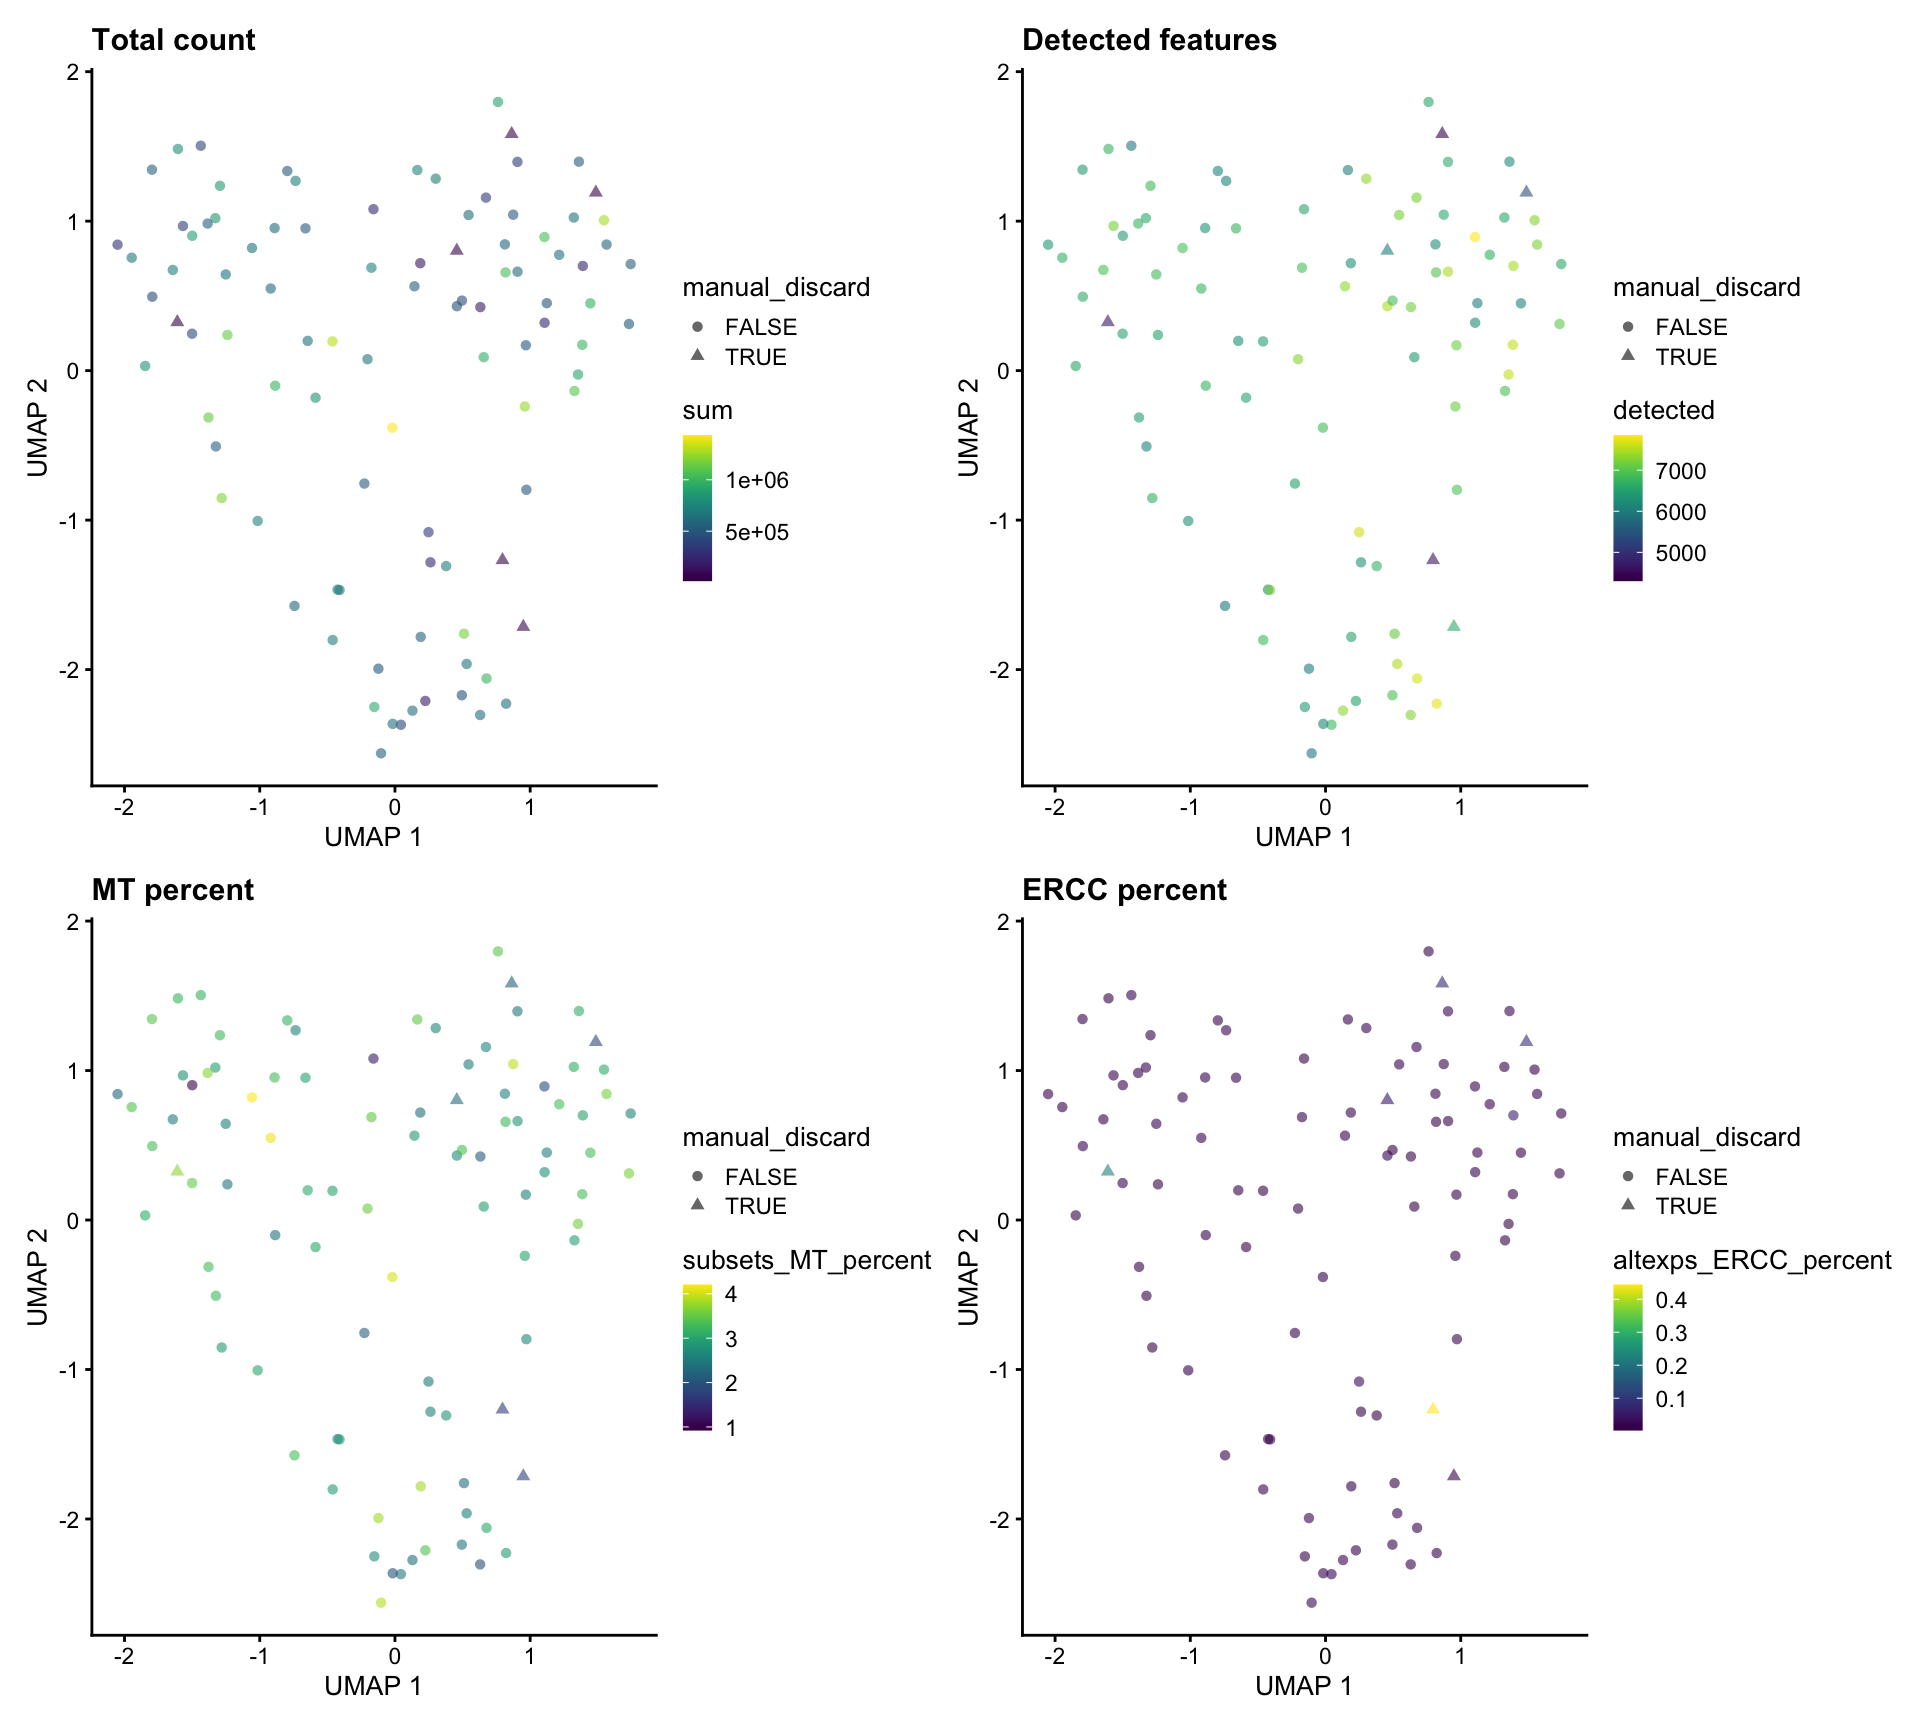 Total count
2
1
0
-1
-2
UMAP 2
-2
-1
0
1
UMAP 1
manual_discard
FALSE
TRUE
sum
1e+06
5e+05
Detected features
2
1
0
-1
-2
UMAP 2
-2
-1
0
1
UMAP 1
manual_discard
FALSE
TRUE
detected
7000
6000
5000
MT percent
2
1
0
-1
-2
UMAP 2
-2
-1
0
1
UMAP 1
manual_discard
FALSE
TRUE
subsets_MT_percent
4
3
2
1
ERCC percent
2
1
0
-1
-2
UMAP 2
-2
-1
0
1
UMAP 1
manual_discard
FALSE
TRUE
altexps_ERCC_percent
0.4
0.3
0.2
0.1